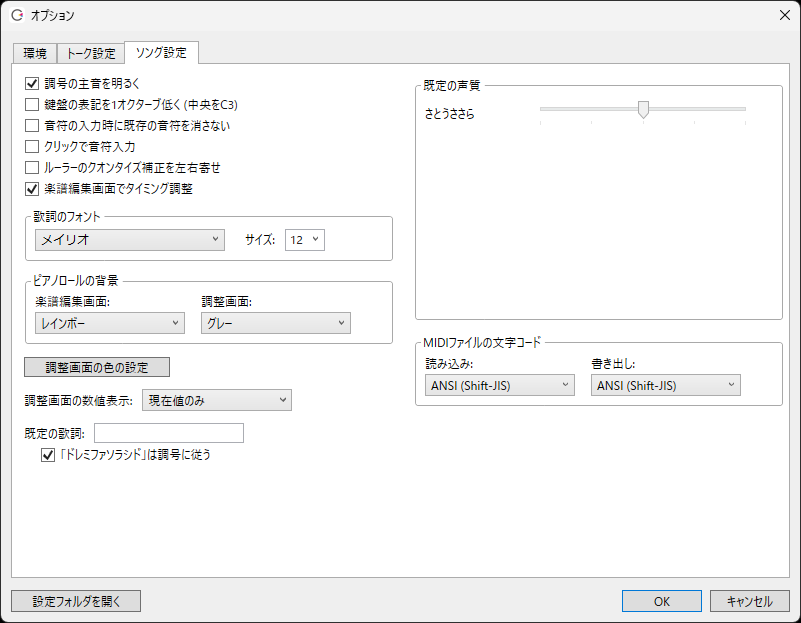 オプション
環境
トーク設定
ソング設定
調号の主音を明るく
鍵盤の表記を1オクターブ低く (中央をC3)
音符の入力時に既存の音符を消さない
クリックで音符入力
ルーラーのクオンタイズ補正を左右寄せ
楽譜編集画面でタイミング調整
歌詞のフォント
メイリオ
サイズ:
12
ピアノロールの背景
楽譜編集画面:
調整画面:
レインボー
グレー
調整画面の色の設定
調整画面の数値表示:
現在値のみ
既定の歌詞:
「ドレミファソラシド」は調号に従う
既定の声質
さとうささら
MIDIファイルの文字コード
読み込み:
書き出し:
ANSI (Shift-JIS)
ANSI (Shift-JIS)
設定フォルダを開く
OK
キャンセル